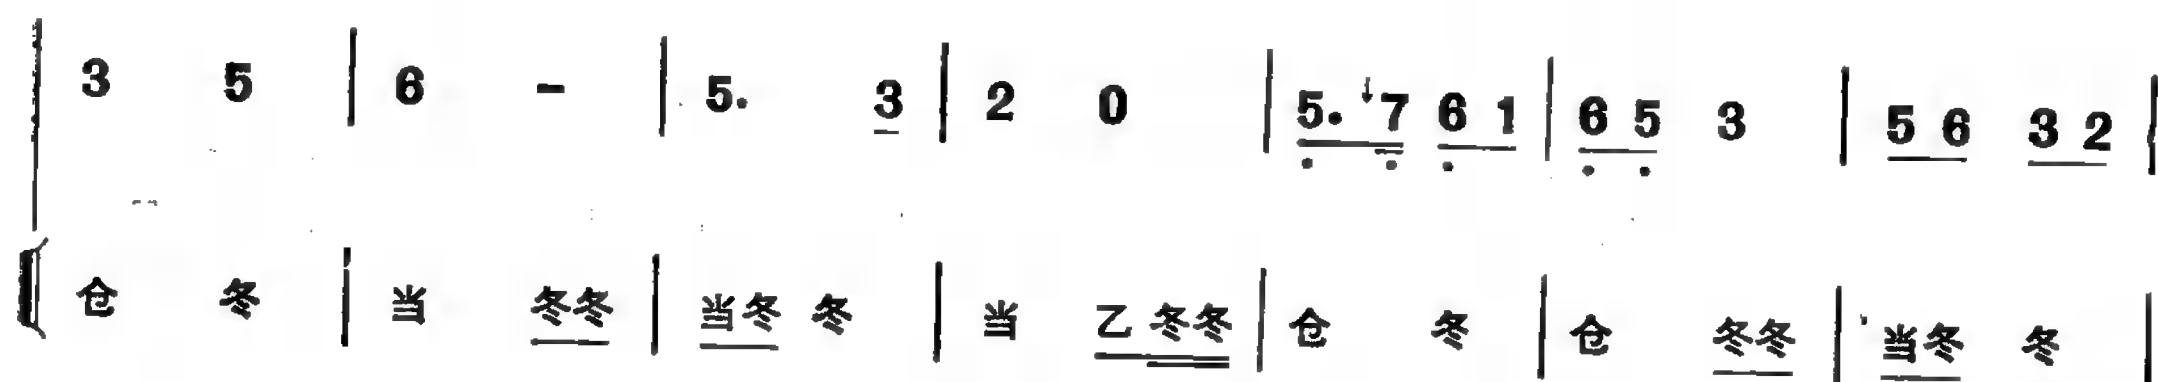 3 5 | 6 - | 5. 3 | 2 0 | 5. ↓7 6 1 | 6 5 3 | 5 6 3 2 |
仓 冬 | 当 冬冬 | 当冬 冬 | 当 乙 冬冬 | 仓 冬 | 仓 冬冬 | 当冬 冬 |